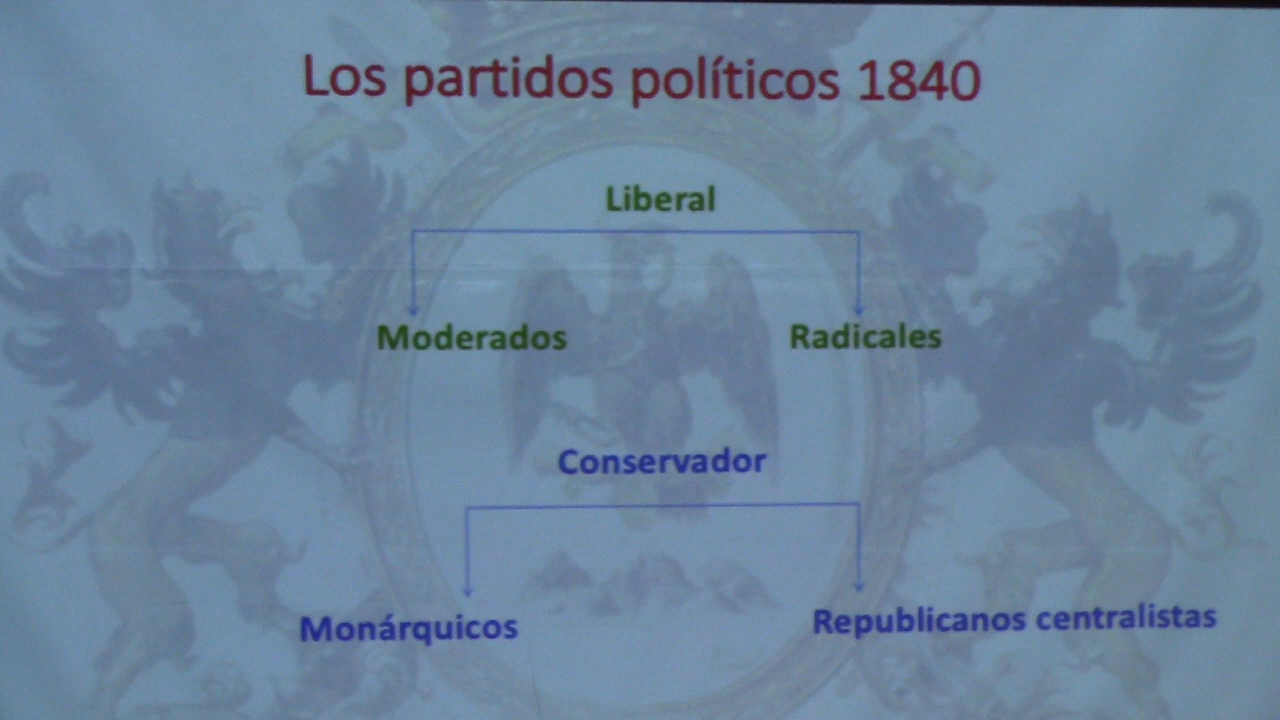 Los partidos políticos 1840
Liberal
Moderados
Radicales
Conservador
Monárquicos
Republicanos centralistas